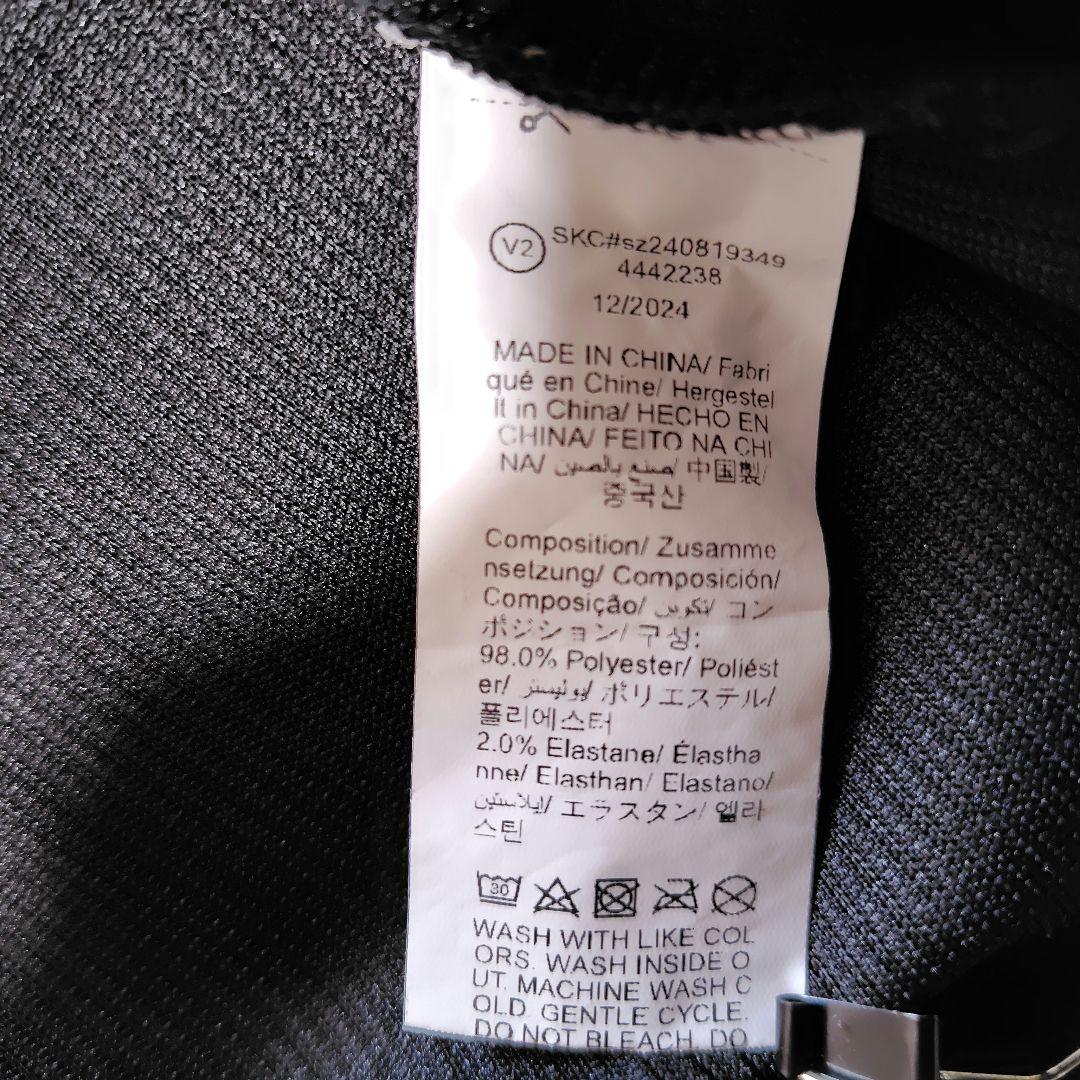 V2 SKC#sz240819349
4442238
12/2024
MADE IN CHINA/ Fabri
qué en Chine/ Hergestel
lt in China/ HECHO EN
CHINA/ FEITO NA CHI
NA/ صنع بالصين/ 中国製/
중국산
Composition/ Zusamme
nsetzung/ Composición/
Composição/ تكوين/ コン
ポジション/ 구성:
98.0% Polyester/ Poliést
er/ بوليستر/ ポリエステル/
폴리에스터
2.0% Elastane/ Élastha
nne/ Elasthan/ Elastano/
إيلاستين/ エラスタン/ 엘라
스틴
30
WASH WITH LIKE COL
ORS. WASH INSIDE O
UT. MACHINE WASH C
OLD. GENTLE CYCLE.
DO NOT BLEACH. DO